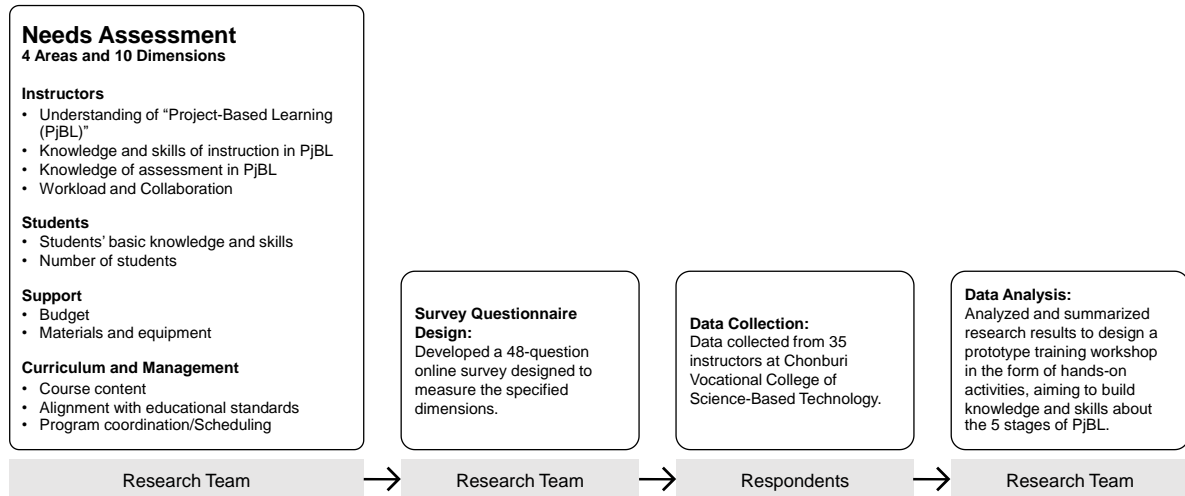 Needs Assessment
4 Areas and 10 Dimensions
Instructors
• Understanding of “Project-Based Learning
(PjBL)”
• Knowledge and skills of instruction in PjBL
• Knowledge of assessment in PjBL
• Workload and Collaboration
Students
• Students’ basic knowledge and skills
• Number of students
Support
• Budget
• Materials and equipment
Curriculum and Management
• Course content
• Alignment with educational standards
• Program coordination/Scheduling
Research Team
Survey Questionnaire
Design:
Developed a 48-question
online survey designed to
measure the specified
dimensions.
Research Team
Data Collection:
Data collected from 35
instructors at Chonburi
Vocational College of
Science-Based Technology.
Respondents
Data Analysis:
Analyzed and summarized
research results to design a
prototype training workshop
in the form of hands-on
activities, aiming to build
knowledge and skills about
the 5 stages of PjBL.
Research Team